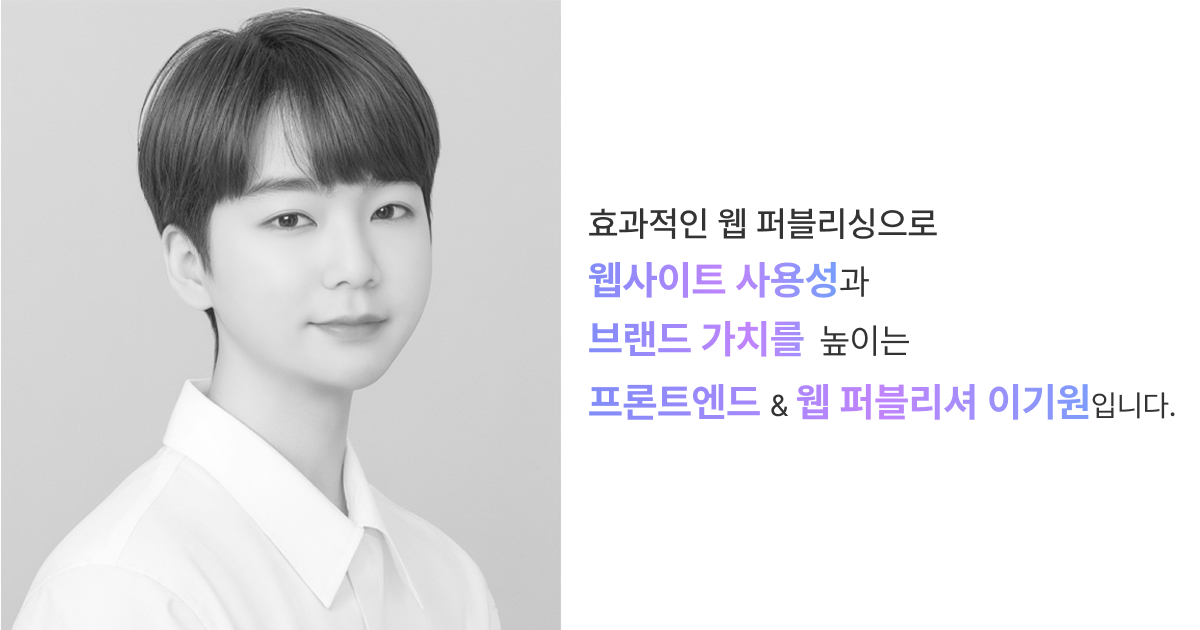 효과적인 웹 퍼블리싱으로
웹사이트 사용성과
브랜드 가치를 높이는
프론트엔드 & 웹 퍼블리셔 이기원입니다.